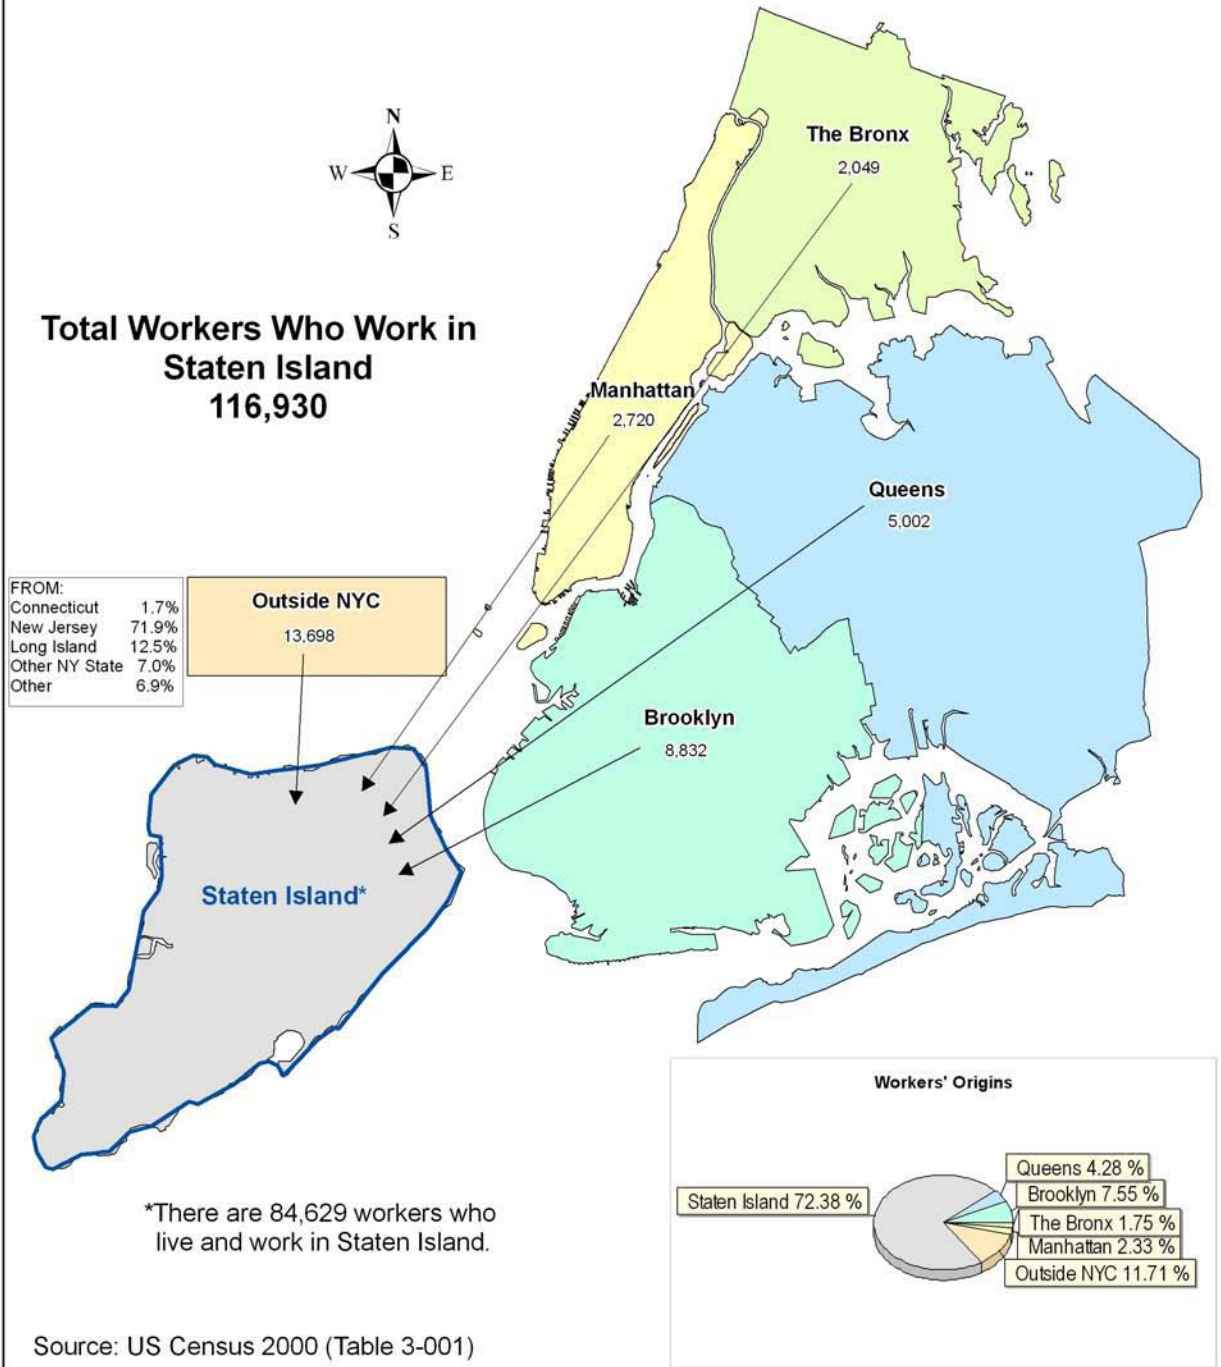 N
W
E
S
The Bronx
2,049
Total Workers Who Work in
Staten Island
116,930
Manhattan
2,720
Queens
5,002
FROM:
Connecticut 1.7%
New Jersey 71.9%
Long Island 12.5%
Other NY State 7.0%
Other 6.9%
Outside NYC
13,698
Brooklyn
8,832
Staten Island*
*There are 84,629 workers who
live and work in Staten Island.
Workers' Origins
Staten Island 72.38 %
Queens 4.28 %
Brooklyn 7.55 %
The Bronx 1.75 %
Manhattan 2.33 %
Outside NYC 11.71 %
Source: US Census 2000 (Table 3-001)